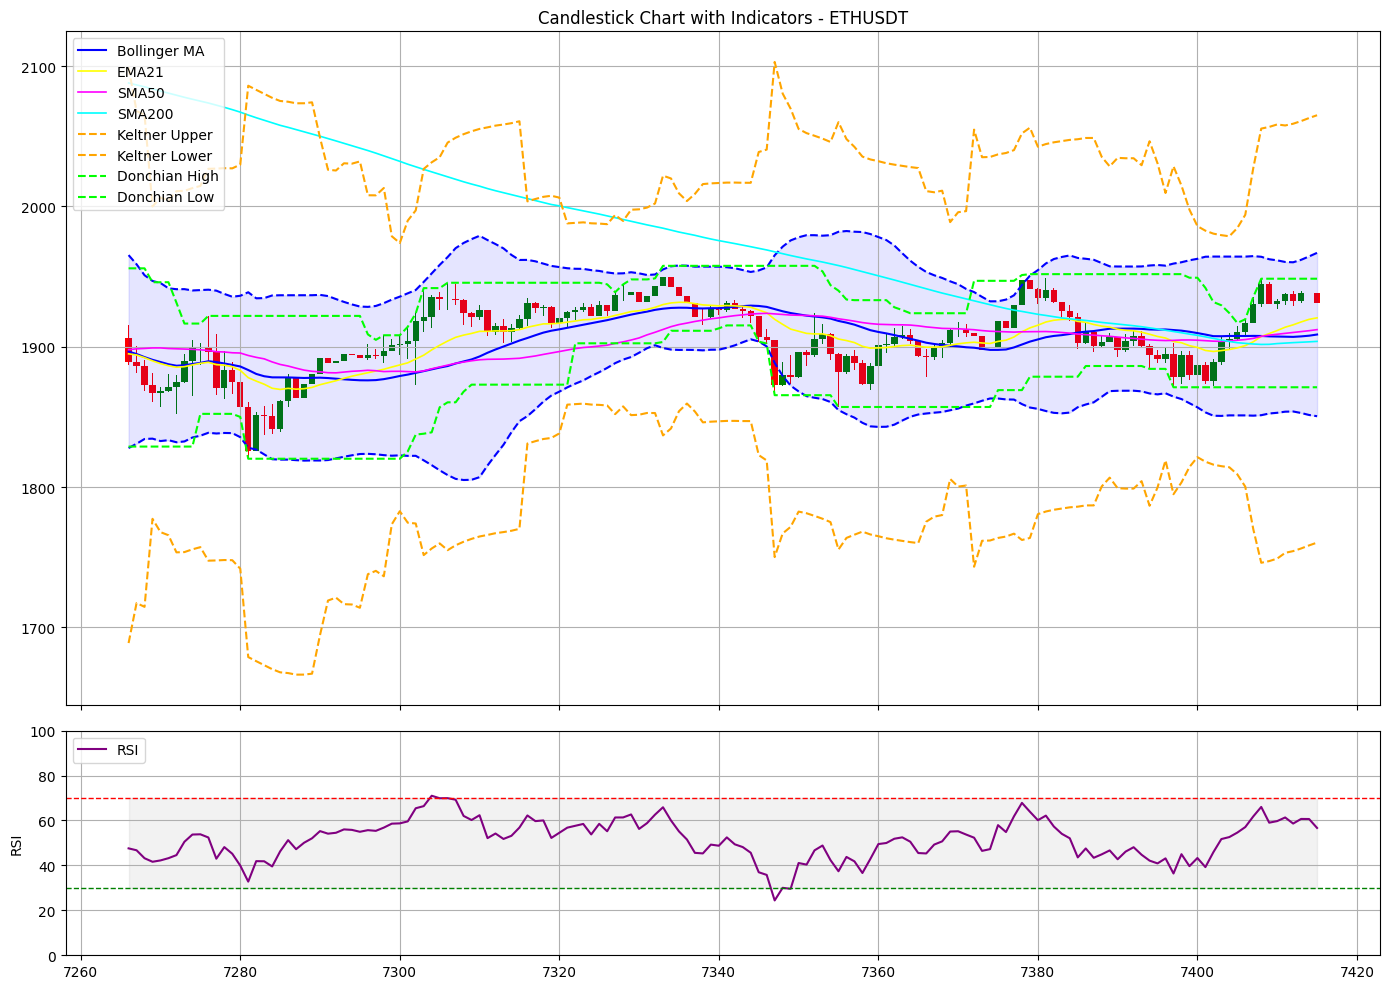 Candlestick Chart with Indicators - ETHUSDT
Bollinger MA
EMA21
SMA50
SMA200
Keltner Upper
Keltner Lower
Donchian High
Donchian Low
2100
2000
1900
1800
1700
RSI
100
80
60
40
20
0
RSI
7260 7280 7300 7320 7340 7360 7380 7400 7420